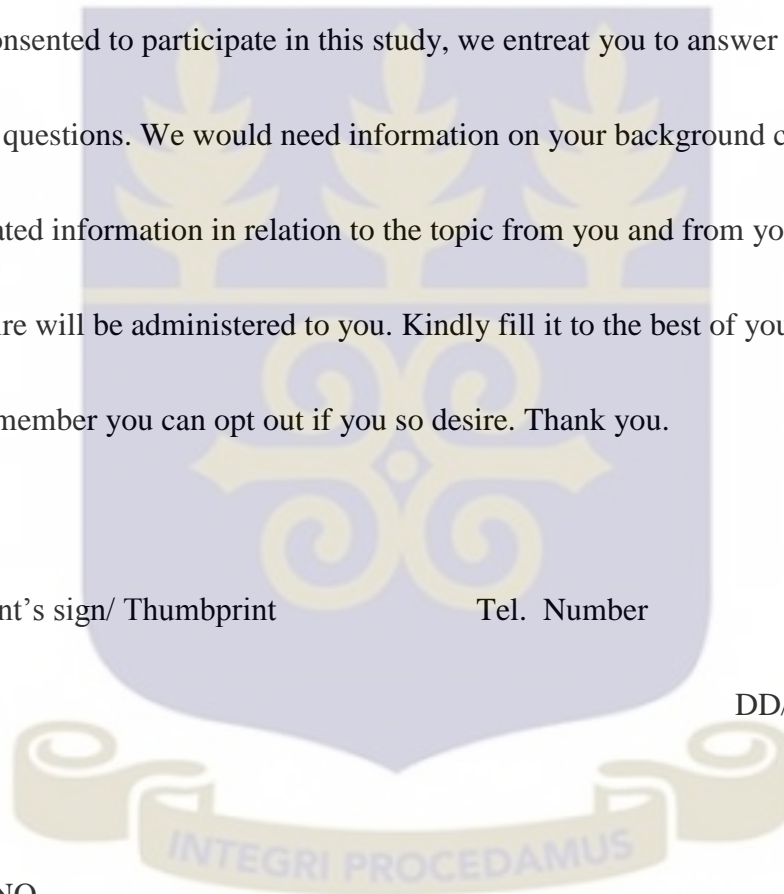 onsented to participate in this study, we entreat you to answer
questions. We would need information on your background c
ated information in relation to the topic from you and from yo
ire will be administered to you. Kindly fill it to the best of you
member you can opt out if you so desire. Thank you.
nt’s sign/ Thumbprint Tel. Number
DD/
INTEGRI PROCEDAMUS
NO